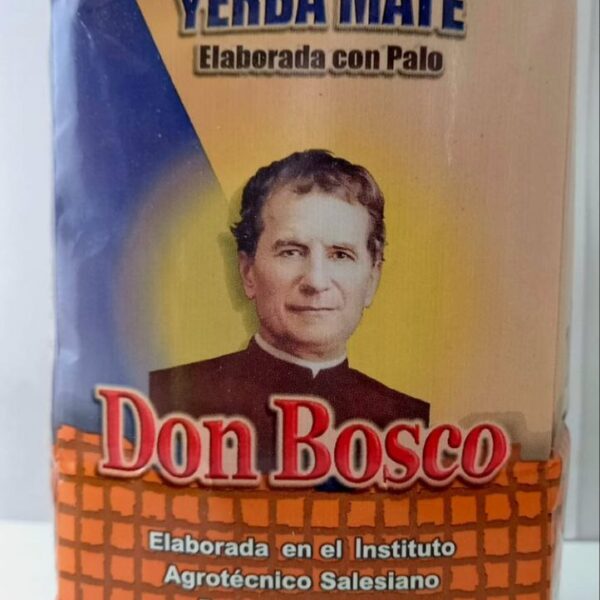 YERBA MATE
Elaborada con Palo
Don Bosco
Elaborada en el Instituto
Agrotécnico Salesiano